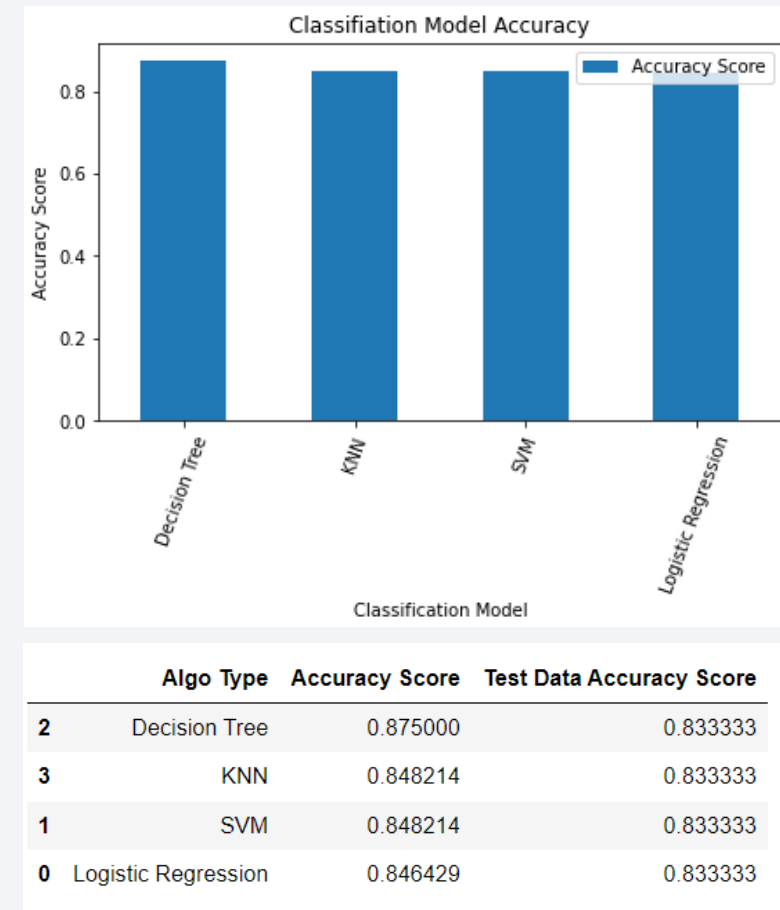 Classifiation Model Accuracy
Accuracy Score
0.8
0.6
0.4
0.2
0.0
Accuracy Score
Decision Tree
KNN
SVM
Logistic Regression
Classification Model
Algo Type Accuracy Score Test Data Accuracy Score
2 Decision Tree 0.875000 0.833333
3 KNN 0.848214 0.833333
1 SVM 0.848214 0.833333
0 Logistic Regression 0.846429 0.833333